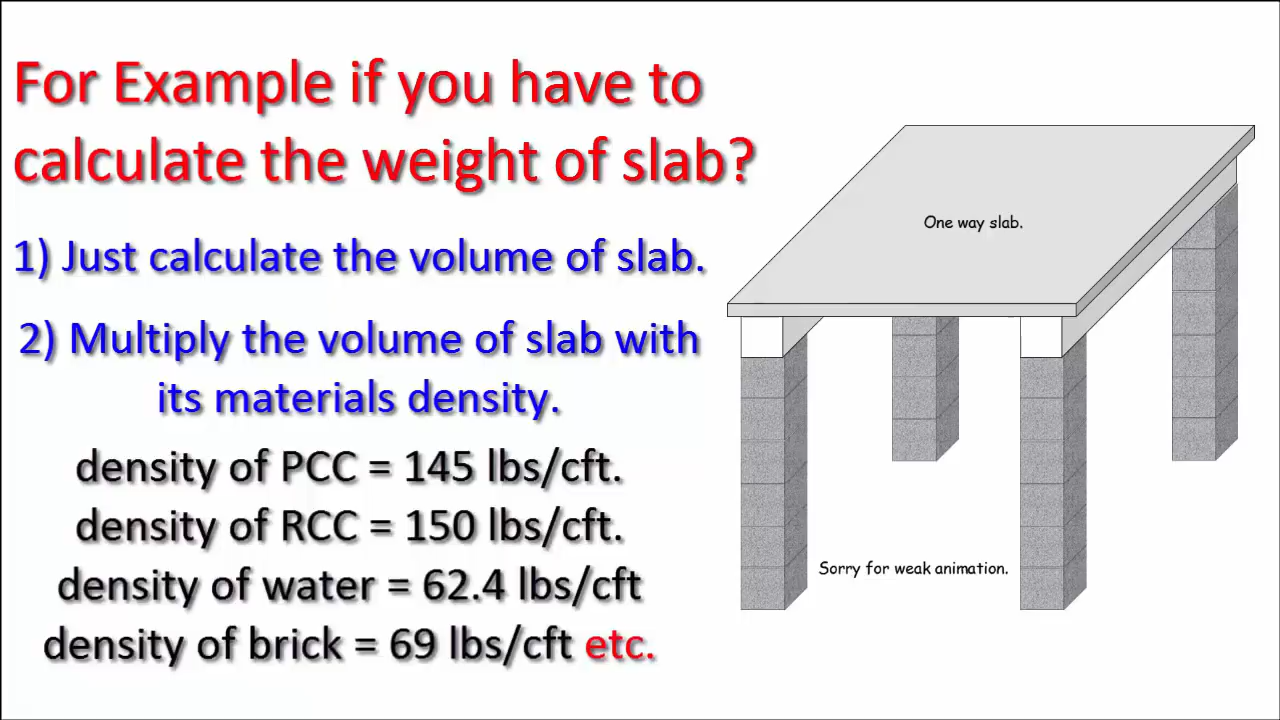 For Example if you have to
calculate the weight of slab?
1) Just calculate the volume of slab.
2) Multiply the volume of slab with
its materials density.
density of PCC = 145 lbs/cft.
density of RCC = 150 lbs/cft.
density of water = 62.4 lbs/cft
density of brick = 69 lbs/cft etc.
One way slab.
Sorry for weak animation.